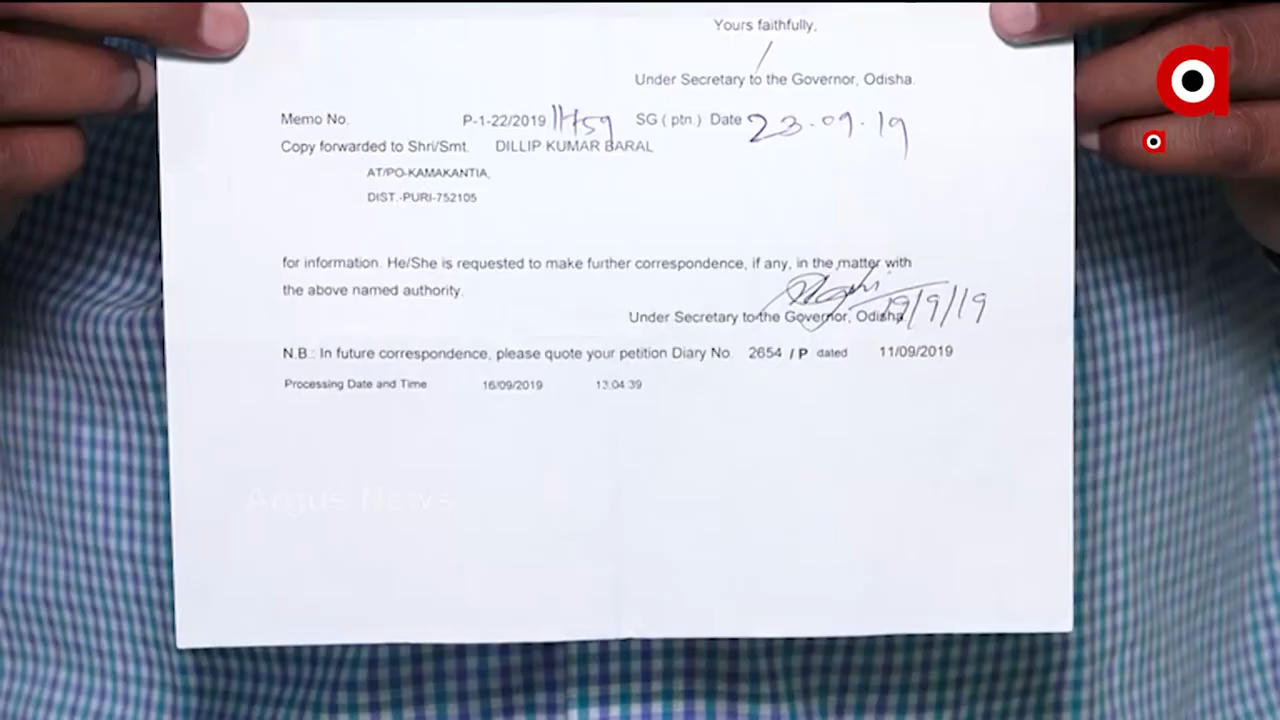 Yours faithfully,
Under Secretary to the Governor, Odisha.
Memo No. P-1-22/2019 SG ( ptn.) Date 23.09.19
Copy forwarded to Shri/Smt. DILLIP KUMAR BARAL
AT/PO-KAMAKANTIA,
DIST.-PURI-752105
for information. He/She is requested to make further correspondence, if any, in the matter with
the above named authority.
19/9/19
Under Secretary to the Governor, Odisha
N.B.: In future correspondence, please quote your petition Diary No. 2654 / P dated 11/09/2019
Processing Date and Time 16/09/2019 13:04:39
Argus News